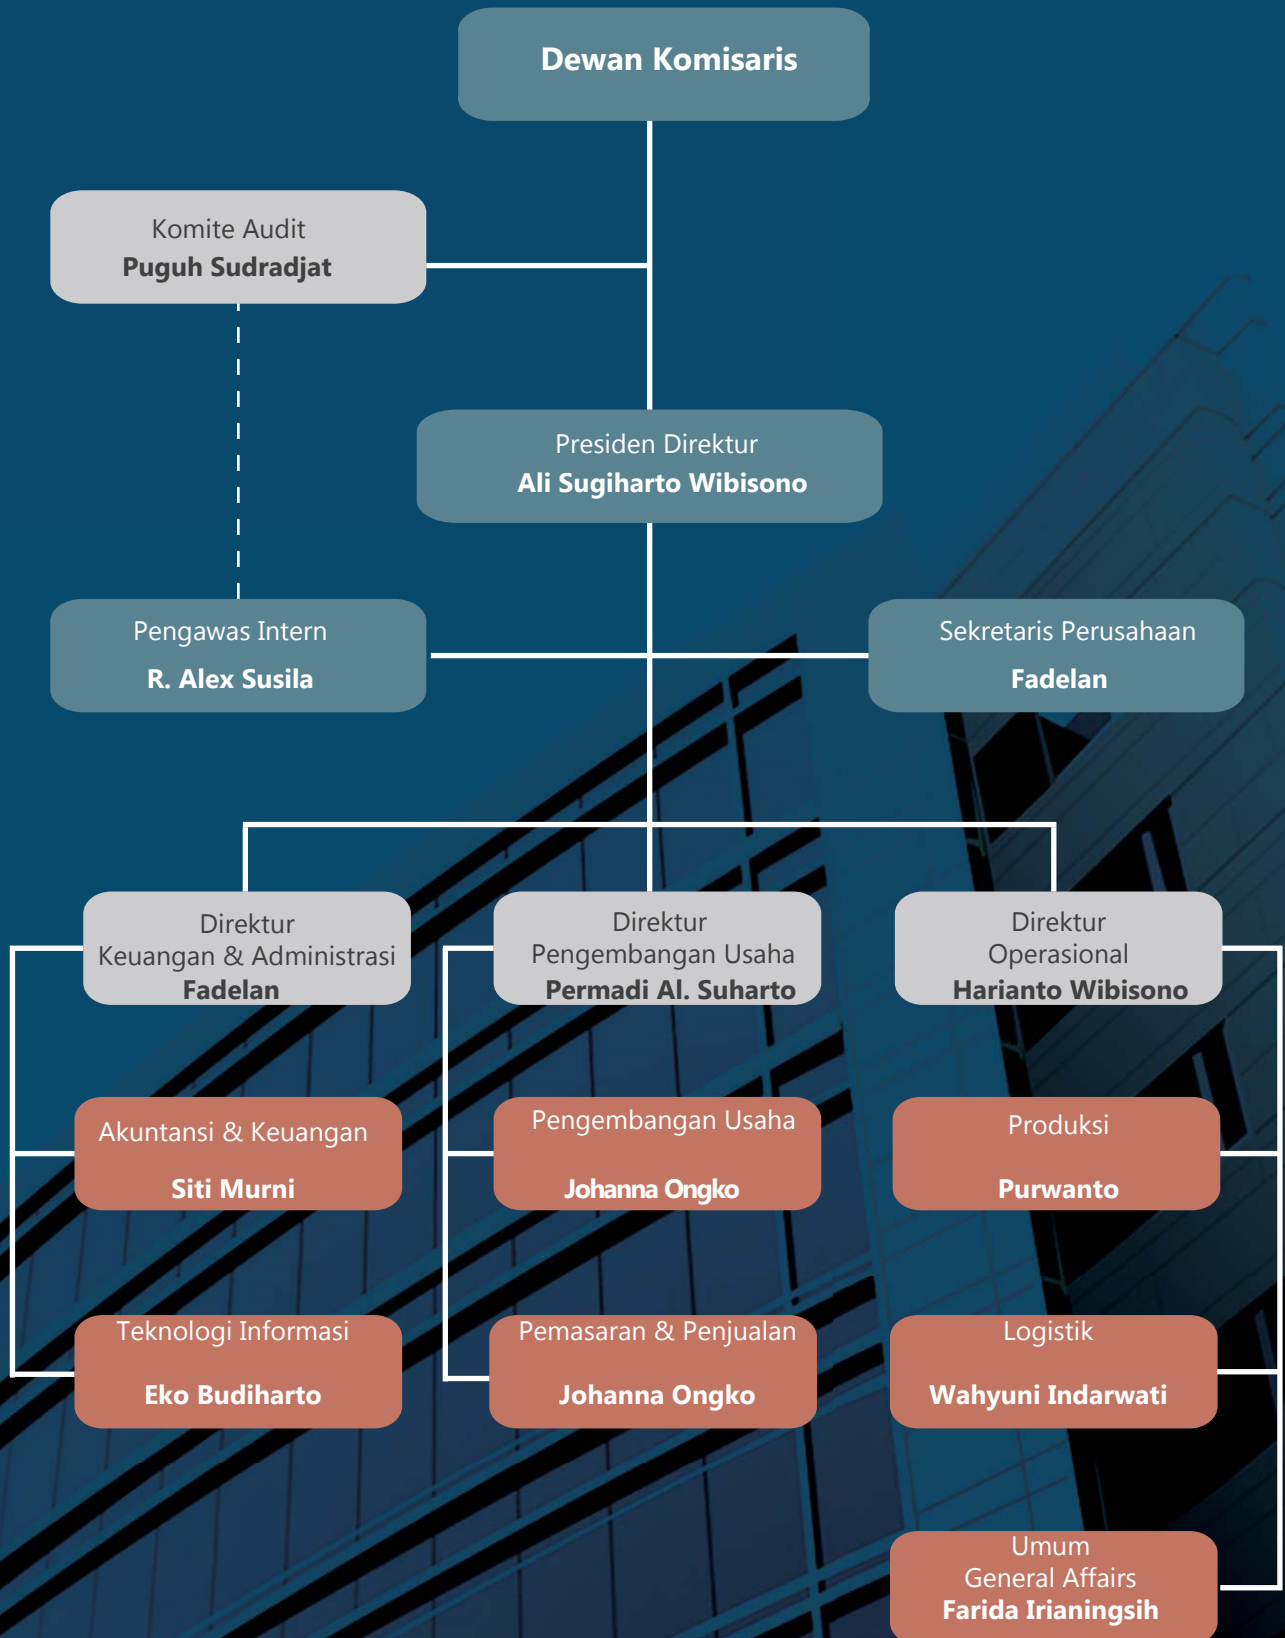 Dewan Komisaris
Komite Audit
Puguh Sudradjat
Presiden Direktur
Ali Sugiharto Wibisono
Pengawas Intern
R. Alex Susila
Sekretaris Perusahaan
Fadelan
Direktur
Keuangan & Administrasi
Fadelan
Direktur
Pengembangan Usaha
Permadi Al. Suharto
Direktur
Operasional
Harianto Wibisono
Akuntansi & Keuangan
Siti Murni
Pengembangan Usaha
Johanna Ongko
Produksi
Purwanto
Teknologi Informasi
Eko Budiharto
Pemasaran & Penjualan
Johanna Ongko
Logistik
Wahyuni Indarwati
Umum
General Affairs
Farida Irianingsih